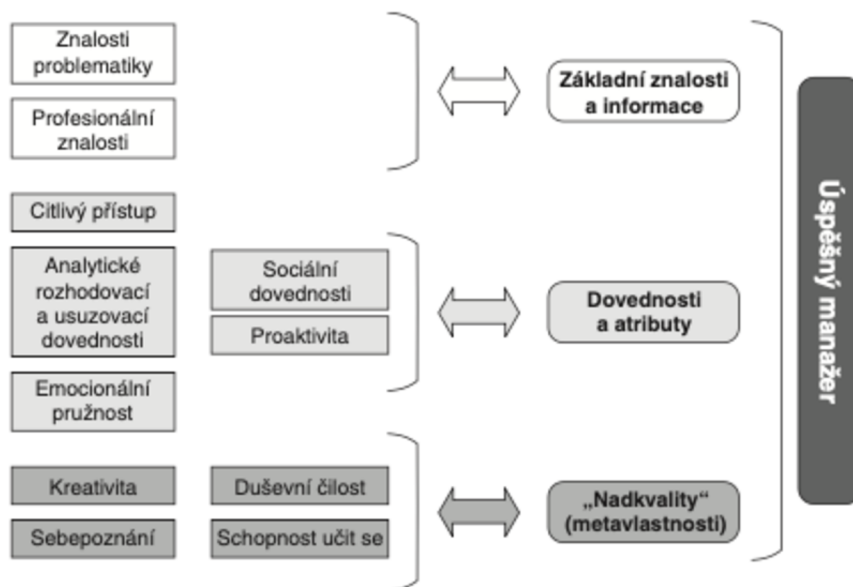 Znalosti
problematiky
Profesionální
znalosti
Základní znalosti
a informace
Citlivý přístup
Analytické
rozhodovací
a usuzovací
dovednosti
Sociální
dovednosti
Proaktivita
Emocionální
pružnost
Dovednosti
a atributy
Kreativita
Duševní čilost
Sebepoznání
Schopnost učit se
„Nadkvality“
(metavlastnosti)
Úspěšný manažer